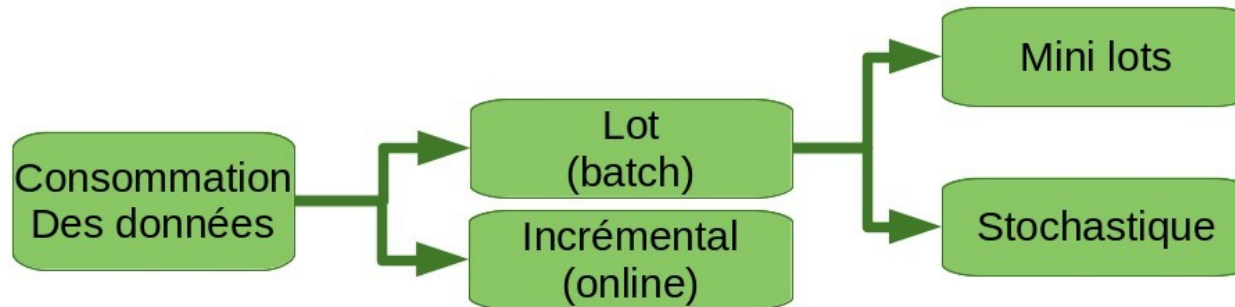 Consommation
Des données
Lot
(batch)
Incrémental
(online)
Mini lots
Stochastique